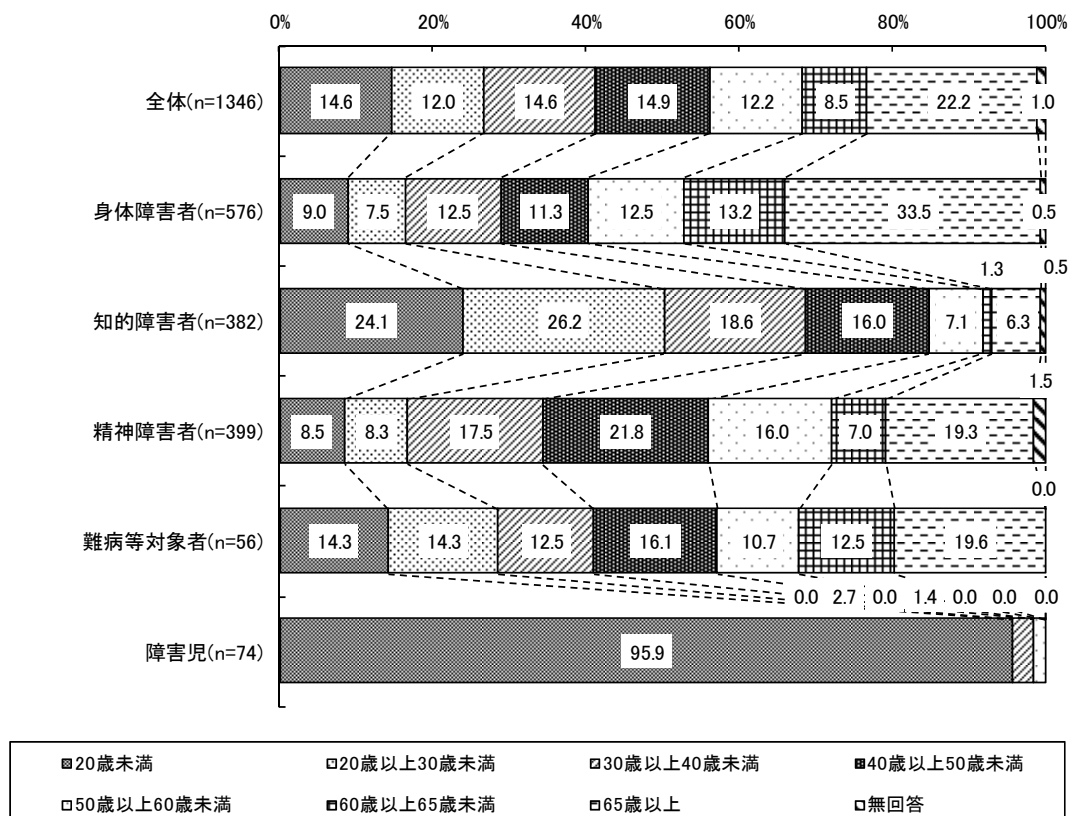 0% 20% 40% 60% 80% 100%
全体(n=1346) 14.6 12.0 14.6 14.9 12.2 8.5 22.2 1.0
身体障害者(n=576) 9.0 7.5 12.5 11.3 12.5 13.2 33.5 0.5
1.3 0.5
知的障害者(n=382) 24.1 26.2 18.6 16.0 7.1 6.3
1.5
精神障害者(n=399) 8.5 8.3 17.5 21.8 16.0 7.0 19.3
0.0
難病等対象者(n=56) 14.3 14.3 12.5 16.1 10.7 12.5 19.6
0.0 2.7 0.0 1.4 0.0 0.0 0.0
障害児(n=74) 95.9
20歳未満 20歳以上30歳未満 30歳以上40歳未満 40歳以上50歳未満
50歳以上60歳未満 60歳以上65歳未満 65歳以上 無回答